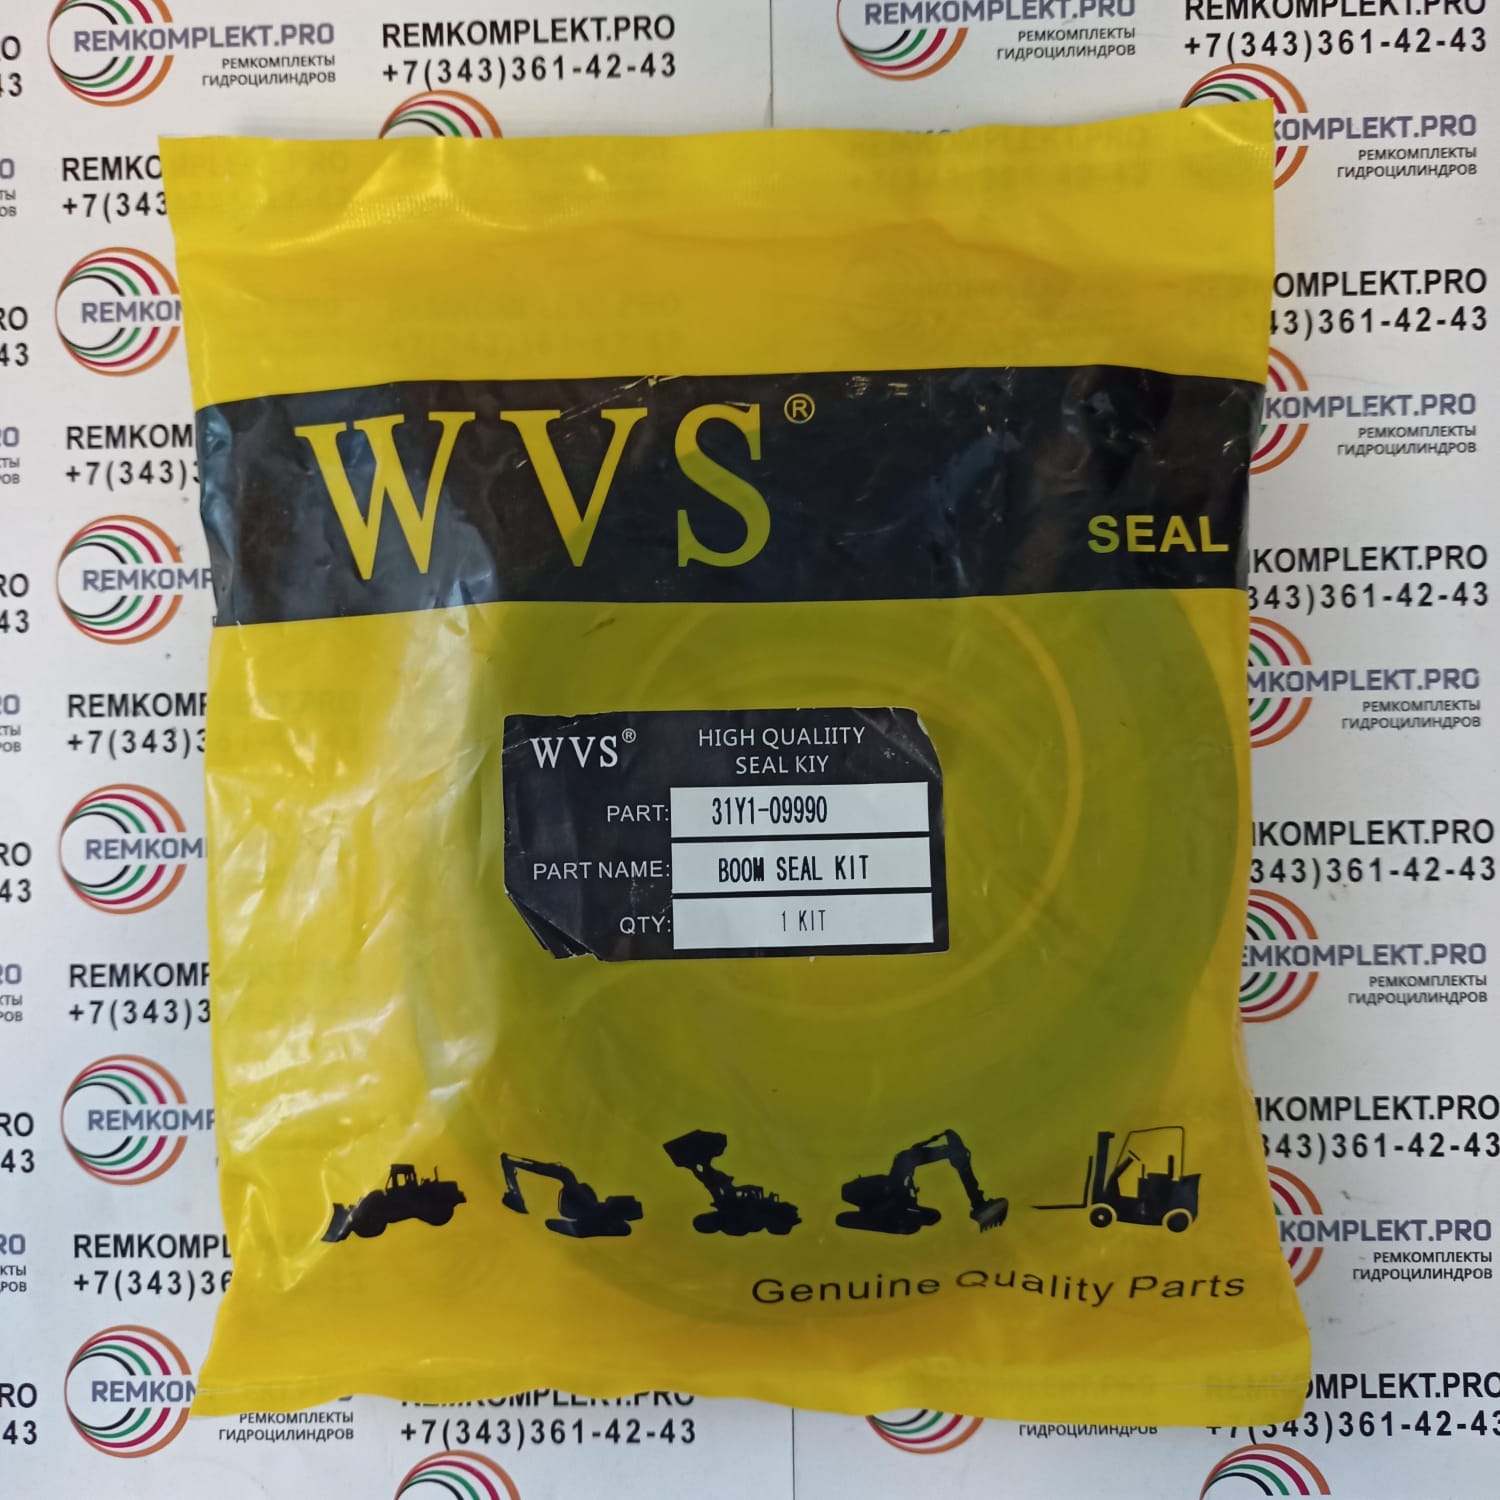 REMKOMPLEKT.PRO
РЕМКОМПЛЕКТЫ
ГИДРОЦИЛИНДРОВ
REMKOMPLEKT.PRO
+7(343)361-42-43
REMKOMPLEKT.PRO
РЕМКОМПЛЕКТЫ
ГИДРОЦИЛИНДРОВ
REMKOMPLEKT.PRO
+7(343)361-42-43
WVS®
SEAL
WVS®
HIGH QUALIITY
SEAL KIY
PART: 31Y1-09990
PART NAME: BOOM SEAL KIT
QTY: 1 KIT
Genuine Quality Parts
РЕМКОМПЛЕКТЫ
ГИДРОЦИЛИНДРОВ
+7(343)361-42-43